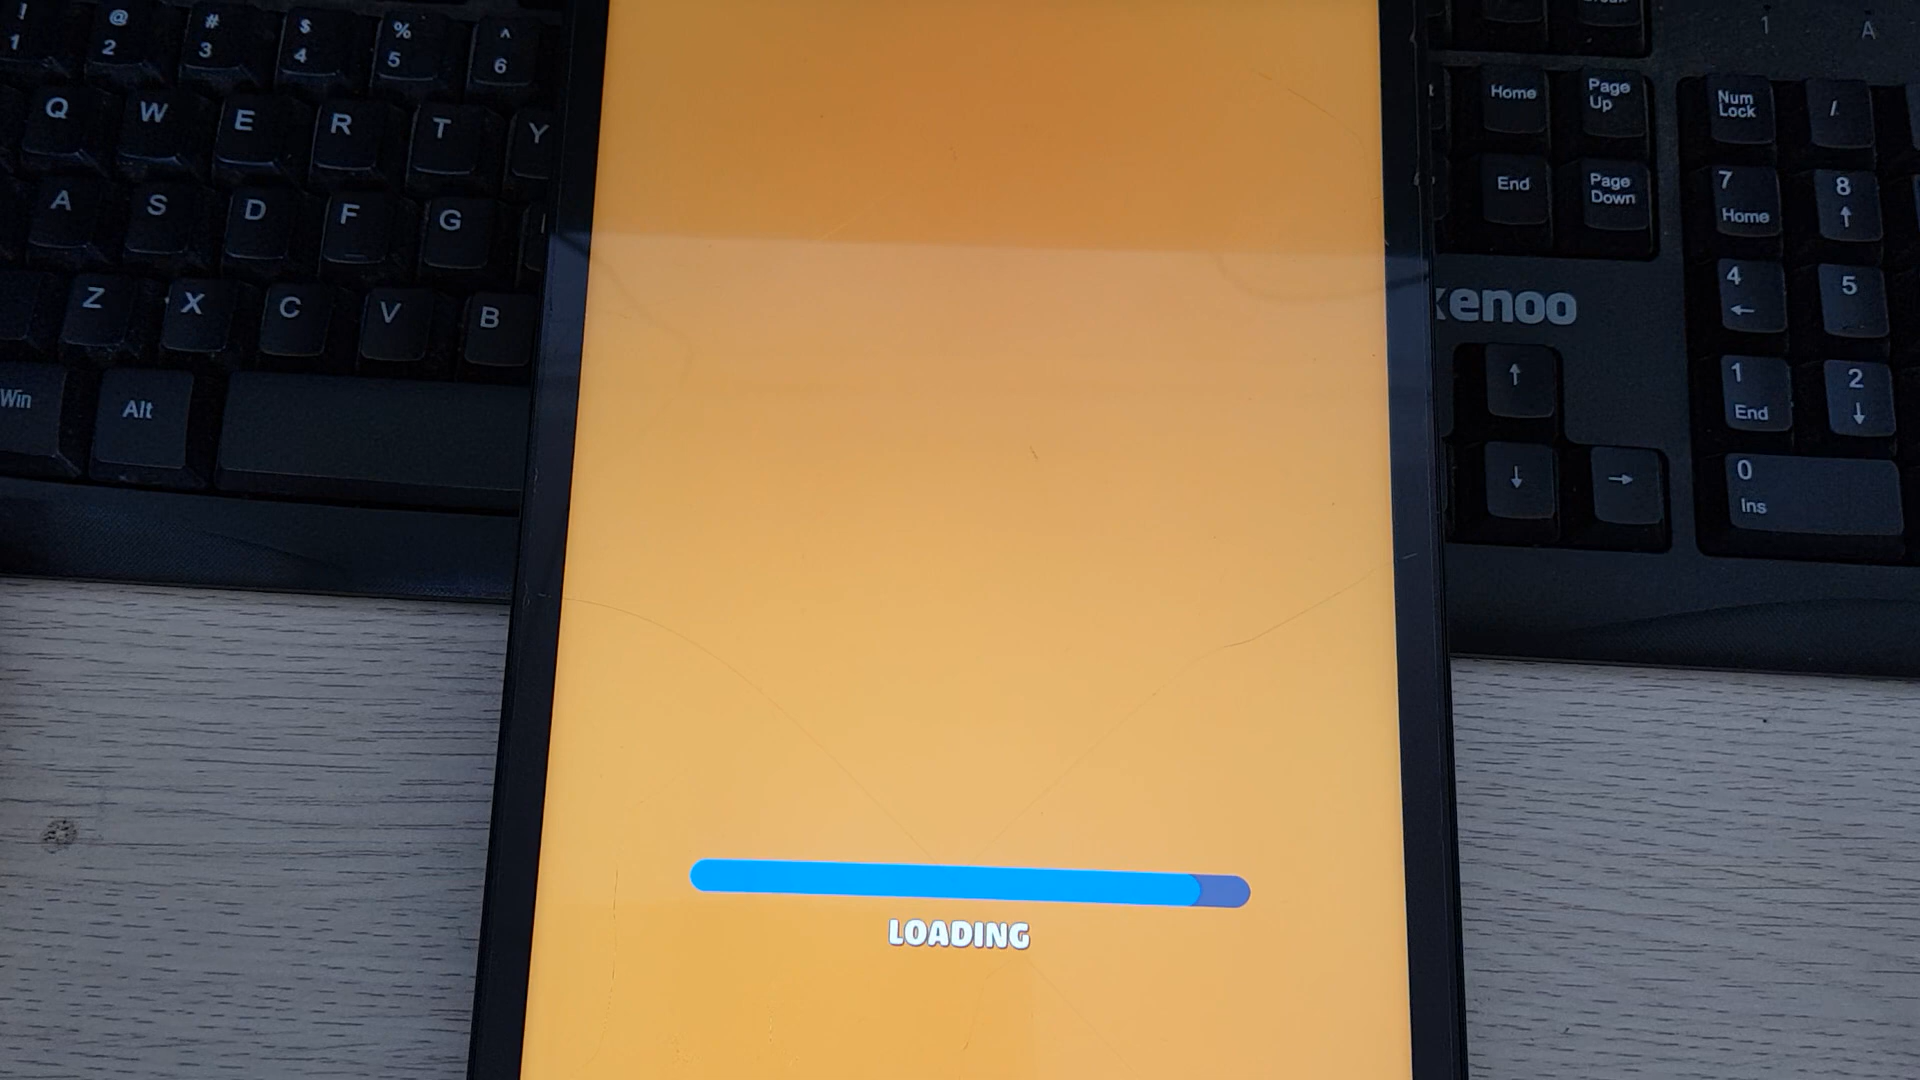 ! @ # $ % ^
1 2 3 4 5 6
Q W E R T Y
A S D F G
Z X C V B
Win Alt
Home Page Up
End Page Down
1 A
Num Lock /
7 Home 8 ↑
4 ← 5
1 End 2 ↓
0 Ins
↑
↓ →
xenoo
LOADING